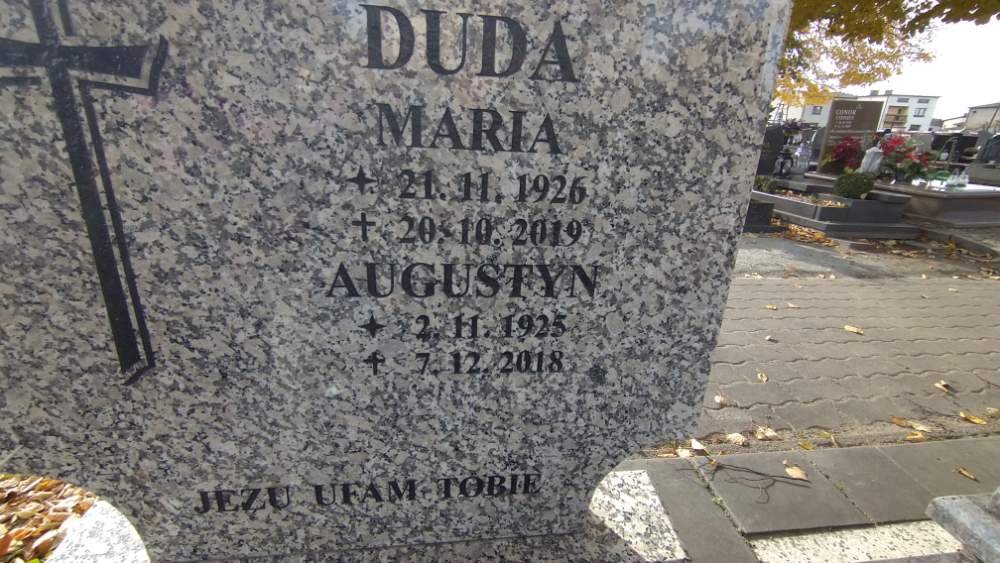 DUDA
MARIA
21. 11. 1926
20. 10. 2019
AUGUSTYN
2. 11. 1925
7. 12. 2018
JEZU UFAM TOBIE